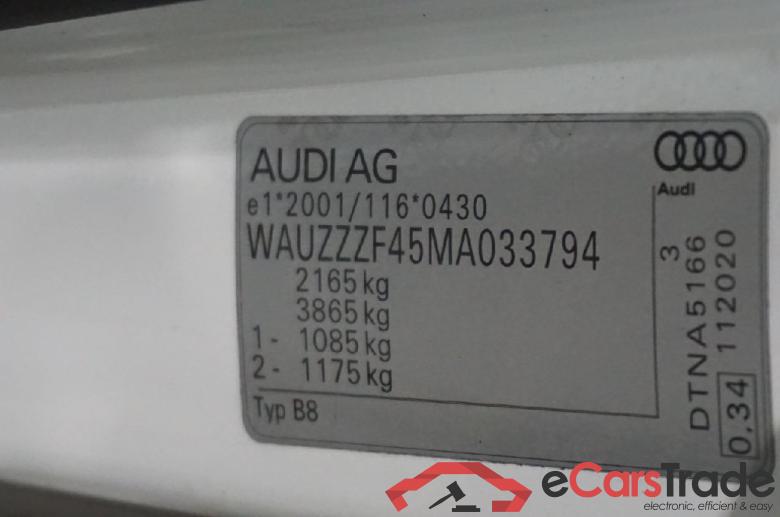 AUDI AG
e1*2001/116*0430
WAUZZZF45MA033794
2165 kg
3865 kg
1- 1085 kg
2- 1175 kg
Typ B8
Audi
3
DTNA5166
112020
0,34
eCarsTrade
electronic, efficient & easy